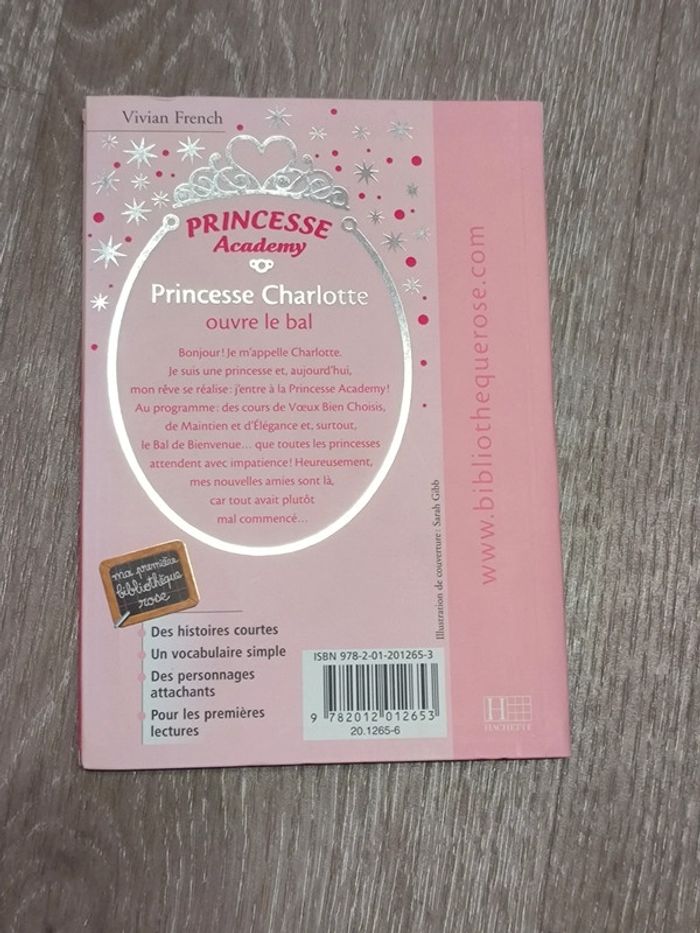 Vivian French
PRINCESSE
Academy
Princesse Charlotte
ouvre le bal
Bonjour! Je m'appelle Charlotte.
Je suis une princesse et, aujourd'hui,
mon rêve se réalise: j'entre à la Princesse Academy!
Au programme: des cours de Vœux Bien Choisis,
de Maintien et d'Élégance et, surtout,
le Bal de Bienvenue... que toutes les princesses
attendent avec impatience! Heureusement,
mes nouvelles amies sont là,
car tout avait plutôt
mal commencé...
ma première
bibliothèque
rose
Des histoires courtes
Un vocabulaire simple
Des personnages
attachants
Pour les premières
lectures
Illustration de couverture: Sarah Gibb
ISBN 978-2-01-201265-3
9 782012 012653
20.1265-6
www.bibliothequerose.com
H
HACHETTE